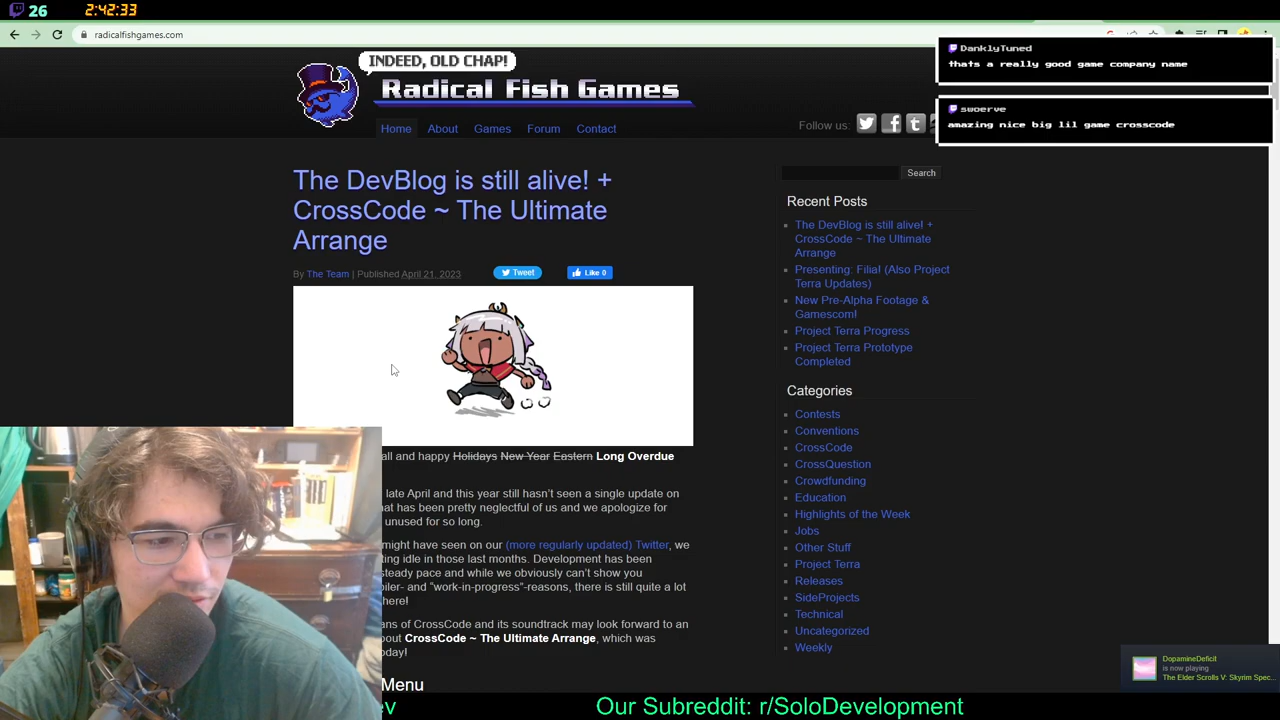 26
2:42:33
radicalfishgames.com
DanklyTuned
thats a really good game company name
swoerve
amazing nice big lil game crosscode
INDEED, OLD CHAP!
Radical Fish Games
Home About Games Forum Contact
Follow us:
The DevBlog is still alive! +
CrossCode ~ The Ultimate
Arrange
By The Team | Published April 21, 2023
Tweet
Like 0
all and happy Holidays New Year Eastern Long Overdue
late April and this year still hasn't seen a single update on
hat has been pretty neglectful of us and we apologize for
unused for so long.
might have seen on our (more regularly updated) Twitter, we
ting idle in those last months. Development has been
steady pace and while we obviously can't show you
oiler- and "work-in-progress"-reasons, there is still quite a lot
here!
ans of CrossCode and its soundtrack may look forward to an
bout CrossCode ~ The Ultimate Arrange, which was
oday!
Menu
Search
Recent Posts
The DevBlog is still alive! +
CrossCode ~ The Ultimate
Arrange
Presenting: Filia! (Also Project
Terra Updates)
New Pre-Alpha Footage &
Gamescom!
Project Terra Progress
Project Terra Prototype
Completed
Categories
Contests
Conventions
CrossCode
CrossQuestion
Crowdfunding
Education
Highlights of the Week
Jobs
Other Stuff
Project Terra
Releases
SideProjects
Technical
Uncategorized
Weekly
DopamineDeficit
is now playing
The Elder Scrolls V: Skyrim Spec...
ev
Our Subreddit: r/SoloDevelopment